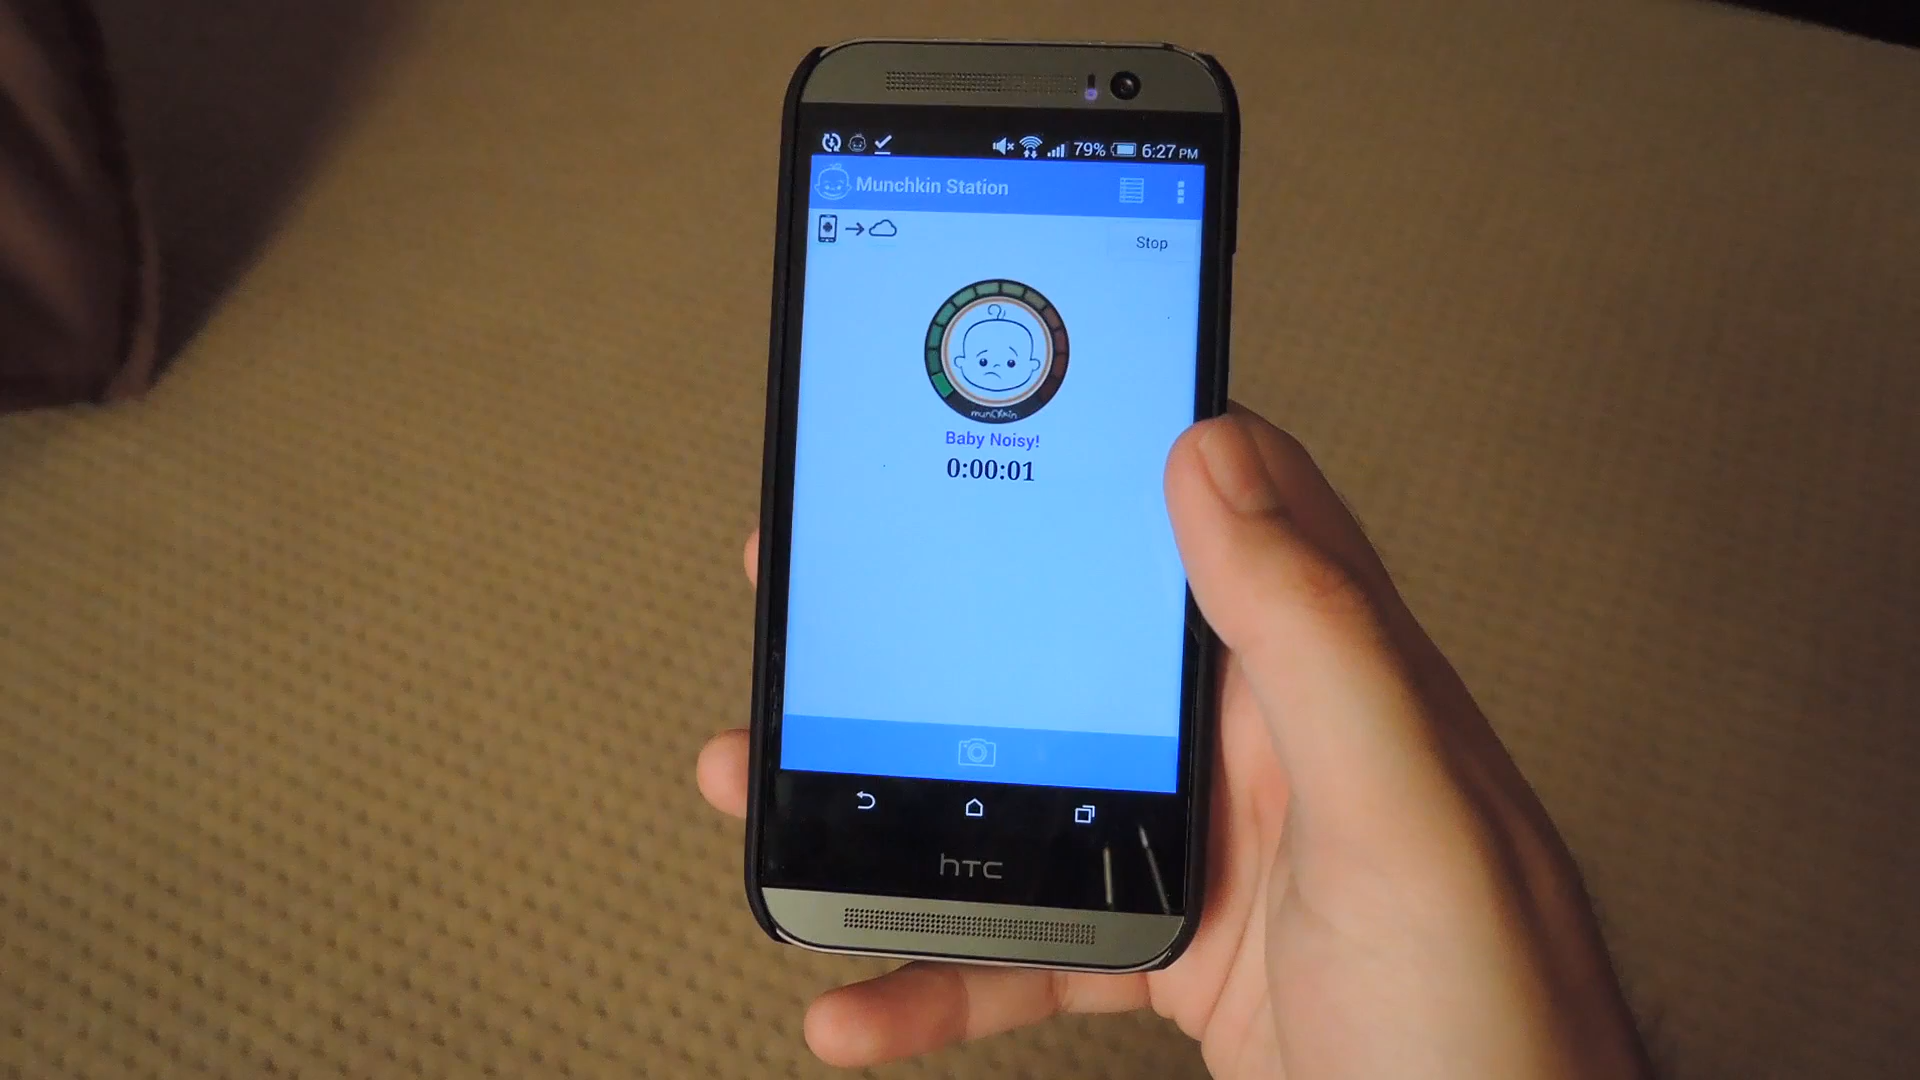 79% 6:27 PM
Munchkin Station
Stop
munchkin
Baby Noisy!
0:00:01
hTC